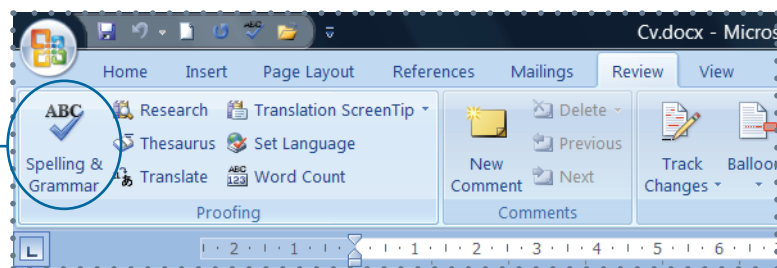 Cv.docx - Micros
Home Insert Page Layout References Mailings Review View
ABC Research Translation ScreenTip Delete
Thesaurus Set Language Previous
Spelling & Grammar Translate ABC 123 Word Count New Comment Next Track Changes Balloo
Proofing Comments
L 2 1 1 2 3 4 5 6